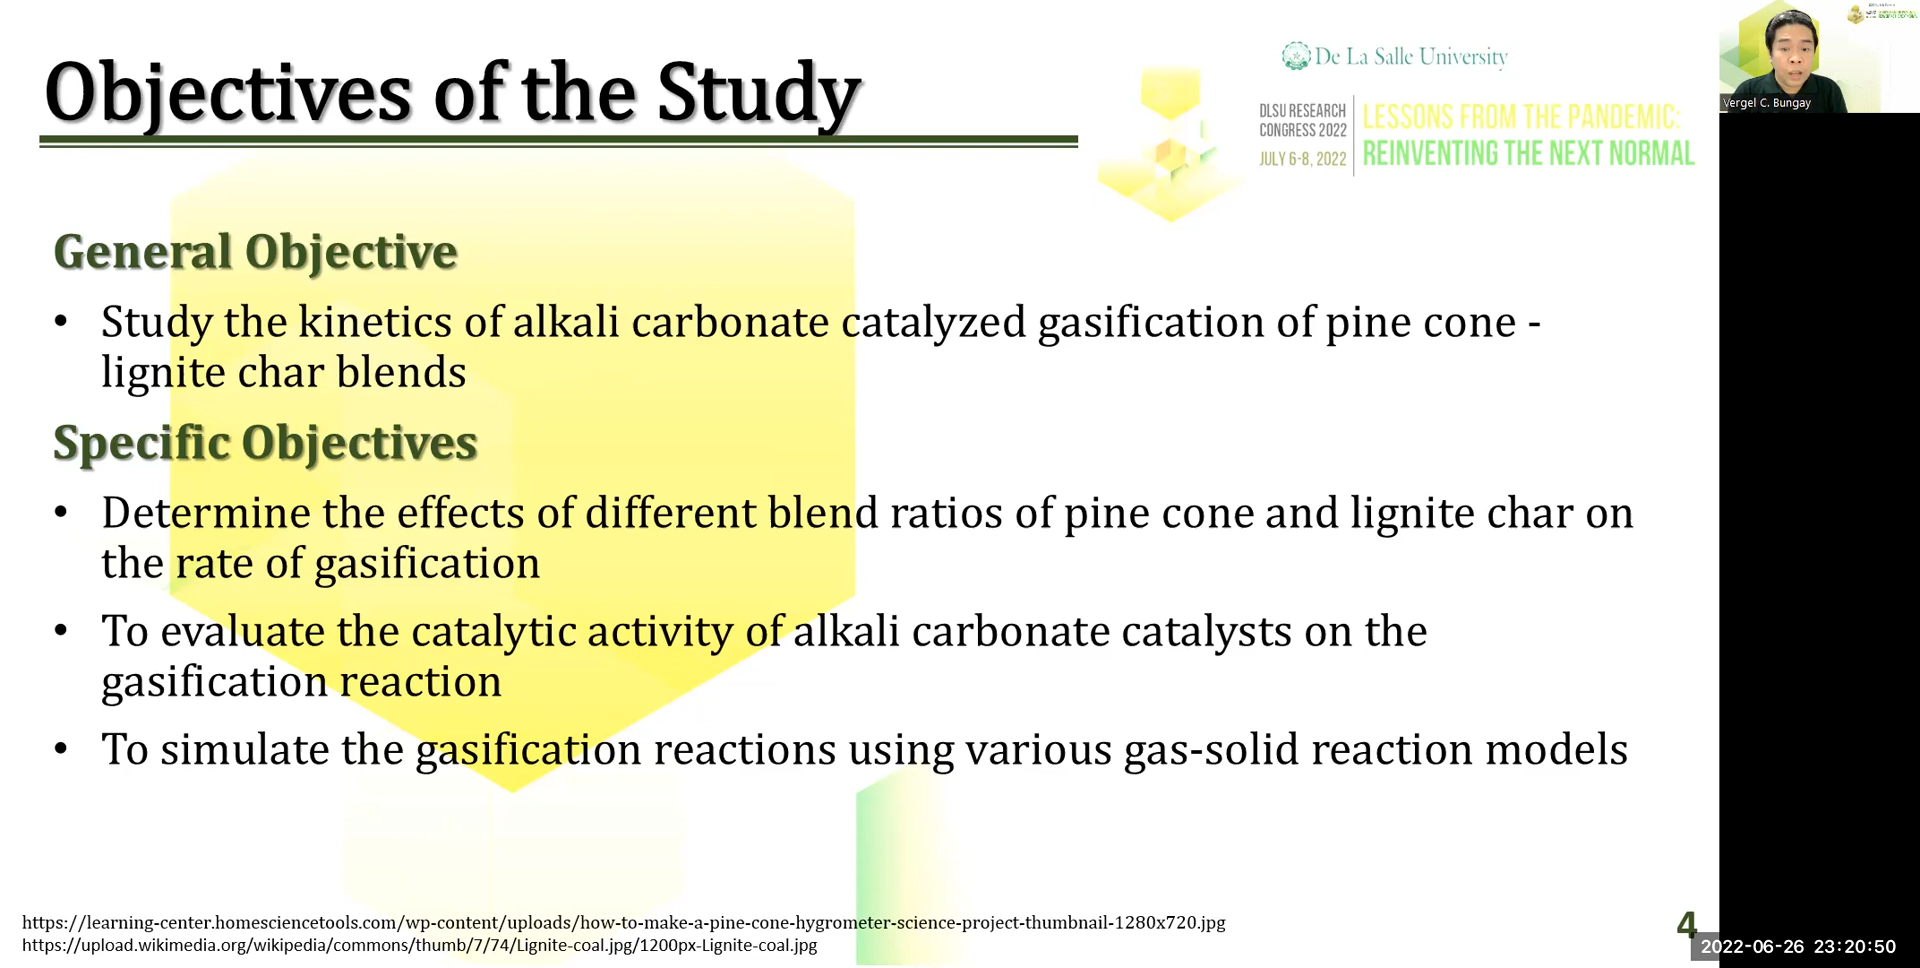 Objectives of the Study
De La Salle University
DLSU RESEARCH
CONGRESS 2022
JULY 6-8, 2022
LESSONS FROM THE PANDEMIC:
REINVENTING THE NEXT NORMAL
Vergel C. Bungay
General Objective
• Study the kinetics of alkali carbonate catalyzed gasification of pine cone -
lignite char blends
Specific Objectives
• Determine the effects of different blend ratios of pine cone and lignite char on
the rate of gasification
• To evaluate the catalytic activity of alkali carbonate catalysts on the
gasification reaction
• To simulate the gasification reactions using various gas-solid reaction models
https://learning-center.homesciencetools.com/wp-content/uploads/how-to-make-a-pine-cone-hygrometer-science-project-thumbnail-1280x720.jpg
https://upload.wikimedia.org/wikipedia/commons/thumb/7/74/Lignite-coal.jpg/1200px-Lignite-coal.jpg
4
2022-06-26 23:20:50